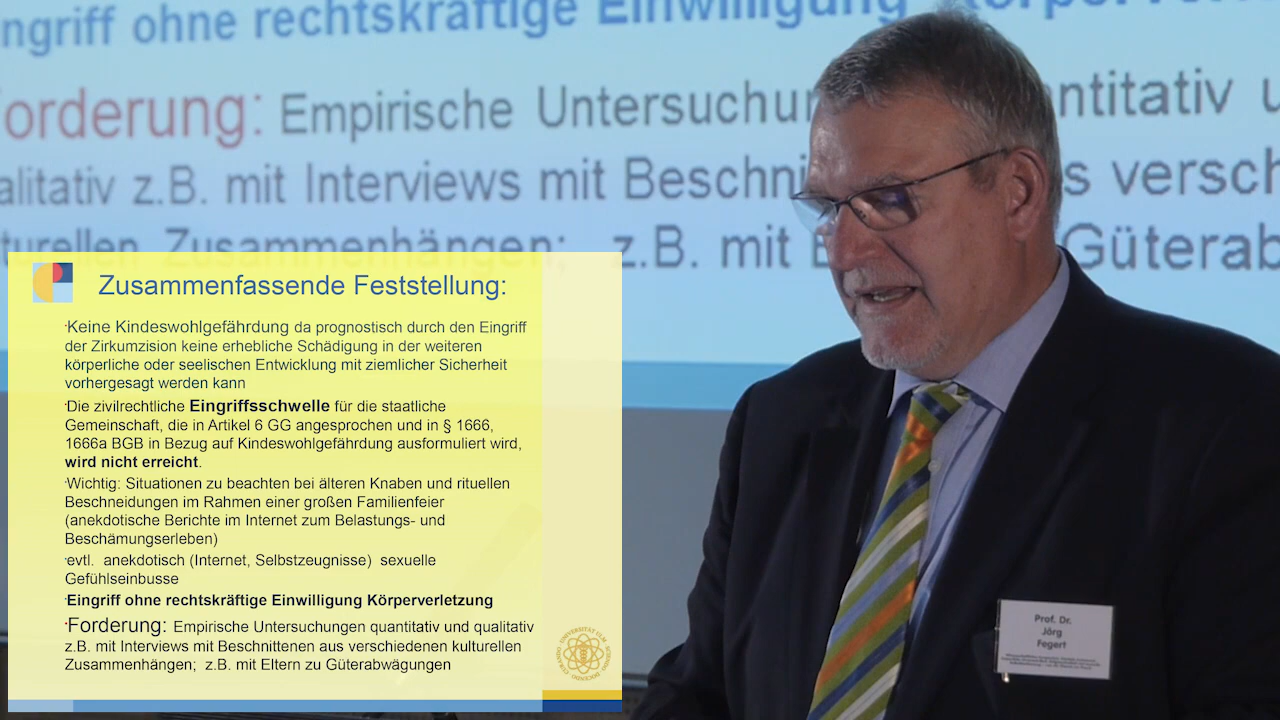 ngriff ohne rechtskräftige Einwilligung
orderung: Empirische Untersuchun ntitativ u
alitativ z.B. mit Interviews mit Beschni s versch
turellen Zusammenhängen; z.B. mit E Güterab
Zusammenfassende Feststellung:
·Keine Kindeswohlgefährdung da prognostisch durch den Eingriff
der Zirkumzision keine erhebliche Schädigung in der weiteren
körperliche oder seelischen Entwicklung mit ziemlicher Sicherheit
vorhergesagt werden kann
·Die zivilrechtliche Eingriffsschwelle für die staatliche
Gemeinschaft, die in Artikel 6 GG angesprochen und in § 1666,
1666a BGB in Bezug auf Kindeswohlgefährdung ausformuliert wird,
wird nicht erreicht.
·Wichtig: Situationen zu beachten bei älteren Knaben und rituellen
Beschneidungen im Rahmen einer großen Familienfeier
(anekdotische Berichte im Internet zum Belastungs- und
Beschämungserleben)
·evtl. anekdotisch (Internet, Selbstzeugnisse) sexuelle
Gefühlseinbusse
·Eingriff ohne rechtskräftige Einwilligung Körperverletzung
·Forderung: Empirische Untersuchungen quantitativ und qualitativ
z.B. mit Interviews mit Beschnittenen aus verschiedenen kulturellen
Zusammenhängen; z.B. mit Eltern zu Güterabwägungen
Prof. Dr.
Jörg
Fegert